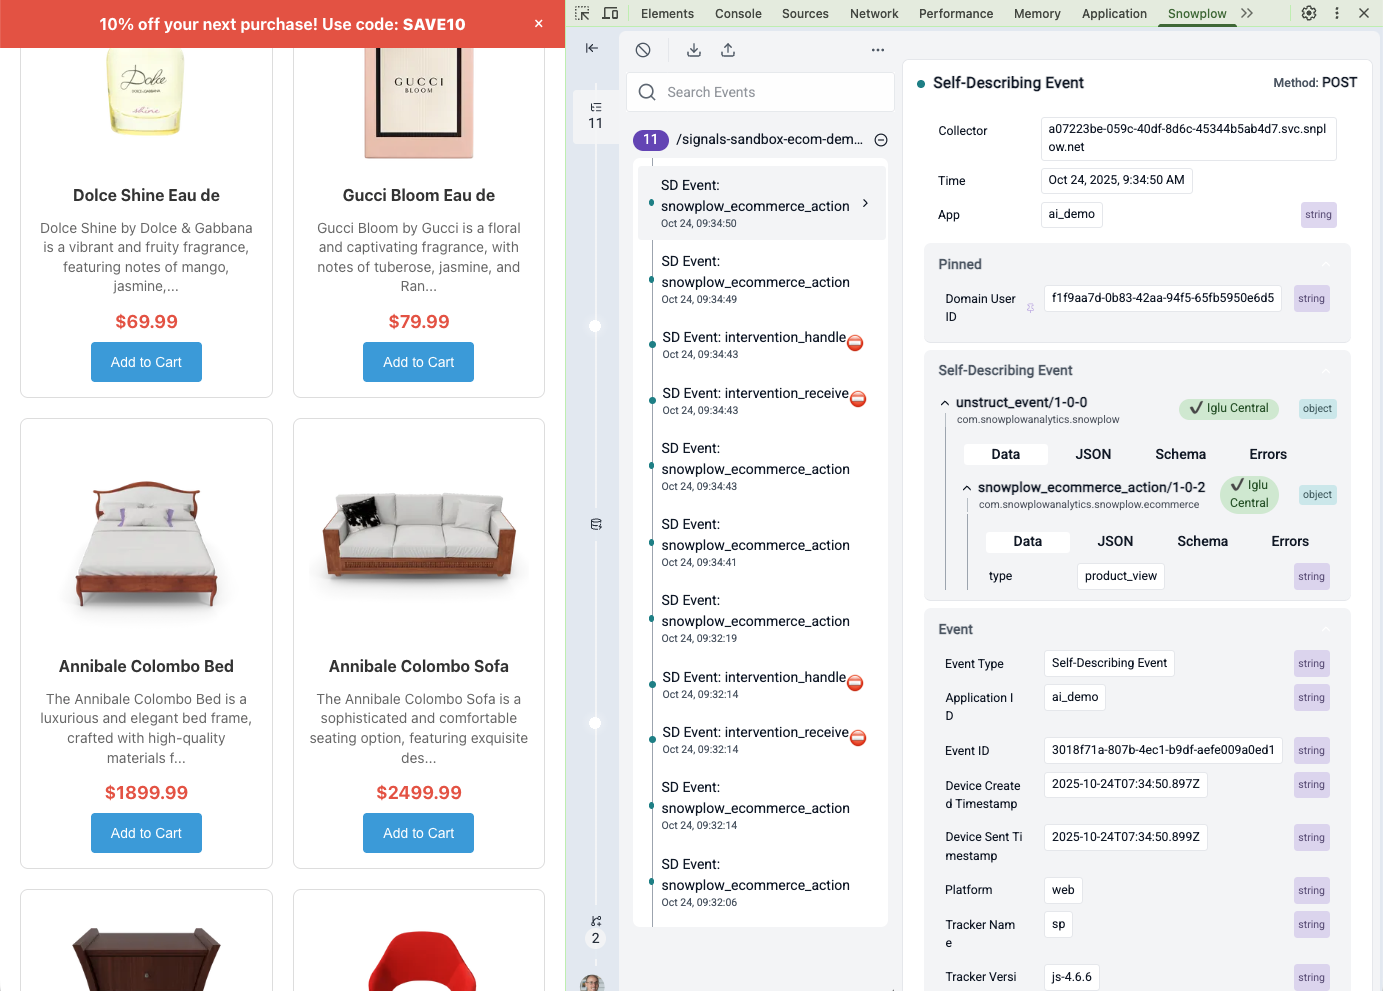 10% off your next purchase! Use code: SAVE10
×
Dolce
DOLCE & GABBANA
shine
Dolce Shine Eau de
Dolce Shine by Dolce & Gabbana
is a vibrant and fruity fragrance,
featuring notes of mango,
jasmine,...
$69.99
Add to Cart
GUCCI
BLOOM
Gucci Bloom Eau de
Gucci Bloom by Gucci is a floral
and captivating fragrance, with
notes of tuberose, jasmine, and
Ran...
$79.99
Add to Cart
Annibale Colombo Bed
The Annibale Colombo Bed is a
luxurious and elegant bed frame,
crafted with high-quality
materials f...
$1899.99
Add to Cart
Annibale Colombo Sofa
The Annibale Colombo Sofa is a
sophisticated and comfortable
seating option, featuring exquisite
des...
$2499.99
Add to Cart
Elements
Console
Sources
Network
Performance
Memory
Application
Snowplow
11
2
Search Events
11 /signals-sandbox-ecom-dem...
SD Event:
snowplow_ecommerce_action
Oct 24, 09:34:50
SD Event:
snowplow_ecommerce_action
Oct 24, 09:34:49
SD Event: intervention_handle
Oct 24, 09:34:43
SD Event: intervention_receive
Oct 24, 09:34:43
SD Event:
snowplow_ecommerce_action
Oct 24, 09:34:43
SD Event:
snowplow_ecommerce_action
Oct 24, 09:34:41
SD Event:
snowplow_ecommerce_action
Oct 24, 09:32:19
SD Event: intervention_handle
Oct 24, 09:32:14
SD Event: intervention_receive
Oct 24, 09:32:14
SD Event:
snowplow_ecommerce_action
Oct 24, 09:32:14
SD Event:
snowplow_ecommerce_action
Oct 24, 09:32:06
Self-Describing Event
Method: POST
Collector
a07223be-059c-40df-8d6c-45344b5ab4d7.svc.snpl
ow.net
Time
Oct 24, 2025, 9:34:50 AM
App
ai_demo
string
Pinned
Domain User
ID
f1f9aa7d-0b83-42aa-94f5-65fb5950e6d5
string
Self-Describing Event
unstruct_event/1-0-0
com.snowplowanalytics.snowplow
✔ Iglu Central
object
Data
JSON
Schema
Errors
snowplow_ecommerce_action/1-0-2
com.snowplowanalytics.snowplow.ecommerce
✔ Iglu
Central
object
Data
JSON
Schema
Errors
type
product_view
string
Event
Event Type
Self-Describing Event
string
Application I
D
ai_demo
string
Event ID
3018f71a-807b-4ec1-b9df-aefe009a0ed1
string
Device Create
d Timestamp
2025-10-24T07:34:50.897Z
string
Device Sent Ti
mestamp
2025-10-24T07:34:50.899Z
string
Platform
web
string
Tracker Nam
e
sp
string
Tracker Versi
js-4.6.6
string